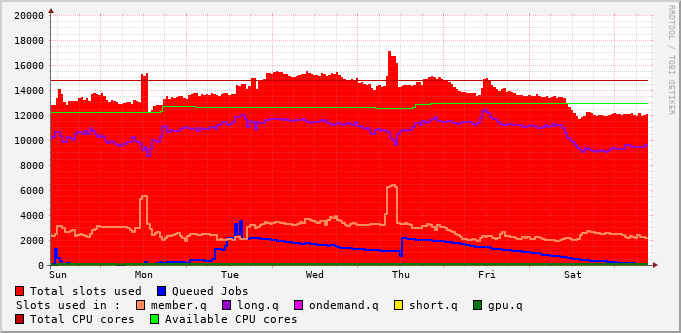 20000
18000
16000
14000
12000
10000
8000
6000
4000
2000
0
Sun Mon Tue Wed Thu Fri Sat
RRDTOOL / TOBI OETIKER
Total slots used Queued Jobs
Slots used in : member.q long.q ondemand.q short.q gpu.q
Total CPU cores Available CPU cores